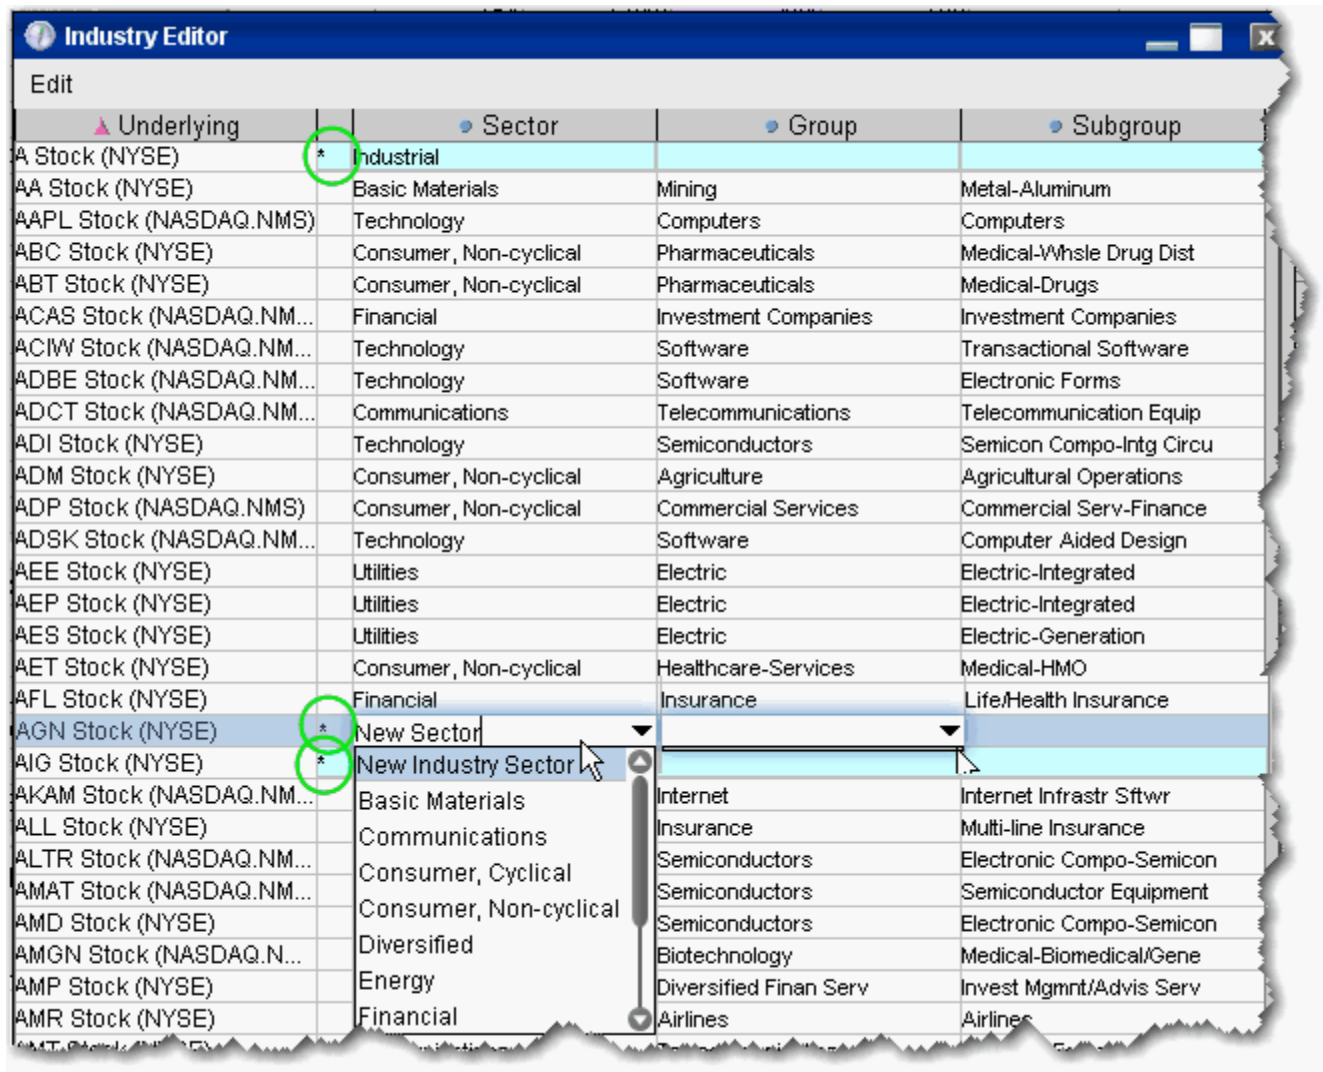 Industry Editor
Edit
Underlying Sector Group Subgroup
A Stock (NYSE) * Industrial
AA Stock (NYSE) Basic Materials Mining Metal-Aluminum
AAPL Stock (NASDAQ.NMS) Technology Computers Computers
ABC Stock (NYSE) Consumer, Non-cyclical Pharmaceuticals Medical-Whsle Drug Dist
ABT Stock (NYSE) Consumer, Non-cyclical Pharmaceuticals Medical-Drugs
ACAS Stock (NASDAQ.NM... Financial Investment Companies Investment Companies
ACIW Stock (NASDAQ.NM... Technology Software Transactional Software
ADBE Stock (NASDAQ.NM... Technology Software Electronic Forms
ADCT Stock (NASDAQ.NM... Communications Telecommunications Telecommunication Equip
ADI Stock (NYSE) Technology Semiconductors Semicon Compo-Intg Circu
ADM Stock (NYSE) Consumer, Non-cyclical Agriculture Agricultural Operations
ADP Stock (NASDAQ.NMS) Consumer, Non-cyclical Commercial Services Commercial Serv-Finance
ADSK Stock (NASDAQ.NM... Technology Software Computer Aided Design
AEE Stock (NYSE) Utilities Electric Electric-Integrated
AEP Stock (NYSE) Utilities Electric Electric-Integrated
AES Stock (NYSE) Utilities Electric Electric-Generation
AET Stock (NYSE) Consumer, Non-cyclical Healthcare-Services Medical-HMO
AFL Stock (NYSE) Financial Insurance Life/Health Insurance
AGN Stock (NYSE) * New Sector
AIG Stock (NYSE) * New Industry Sector
AKAM Stock (NASDAQ.NM... Basic Materials Internet Internet Infrastr Sftwr
ALL Stock (NYSE) Communications Insurance Multi-line Insurance
ALTR Stock (NASDAQ.NM... Consumer, Cyclical Semiconductors Electronic Compo-Semicon
AMAT Stock (NASDAQ.NM... Consumer, Non-cyclical Semiconductors Semiconductor Equipment
AMD Stock (NYSE) Diversified Semiconductors Electronic Compo-Semicon
AMGN Stock (NASDAQ.N... Biotechnology Medical-Biomedical/Gene
AMP Stock (NYSE) Energy Diversified Finan Serv Invest Mgmnt/Advis Serv
AMR Stock (NYSE) Financial Airlines Airlines